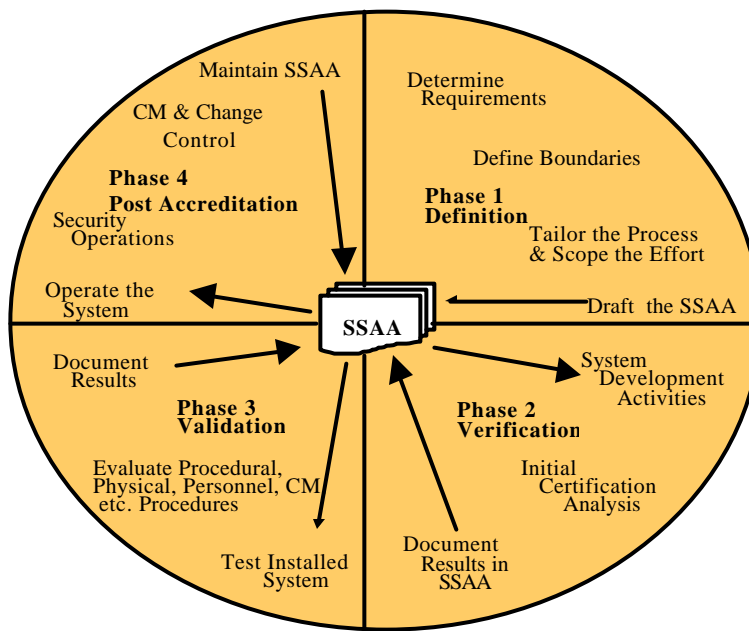 Maintain SSAA
CM & Change
Control
Phase 4
Post Accreditation
Security
Operations
Operate the
System
Determine
Requirements
Define Boundaries
Phase 1
Definition
Tailor the Process
& Scope the Effort
Draft the SSAA
SSAA
Document
Results
Phase 3
Validation
Evaluate Procedural,
Physical, Personnel, CM
etc. Procedures
Test Installed
System
System
Development
Activities
Phase 2
Verification
Initial
Certification
Analysis
Document
Results in
SSAA